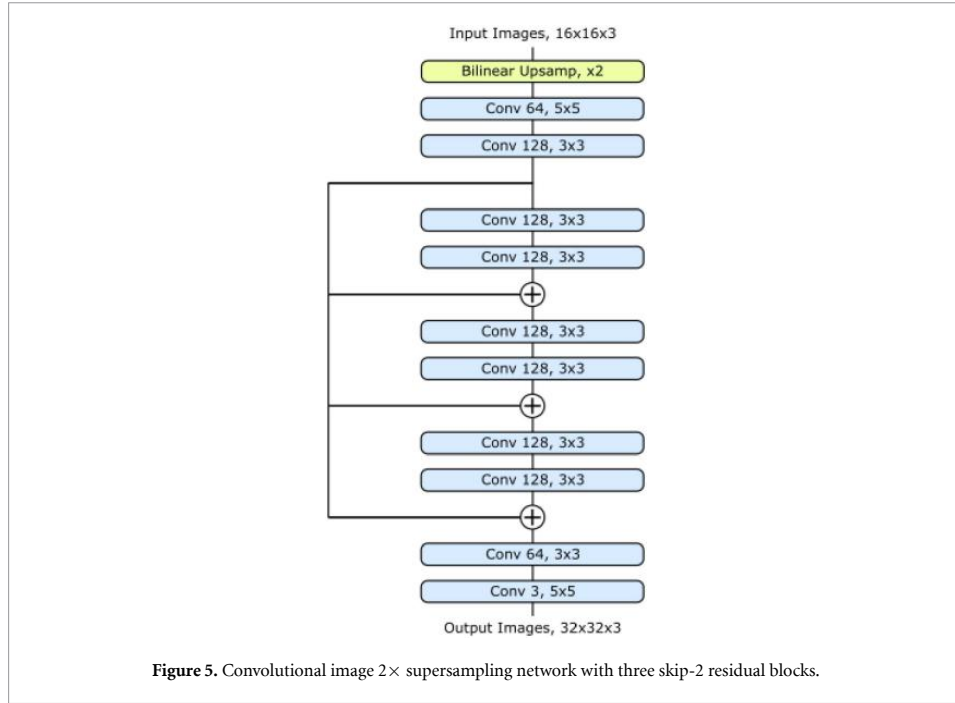 Input Images, 16x16x3
Bilinear Upsamp, x2
Conv 64, 5x5
Conv 128, 3x3
Conv 128, 3x3
Conv 128, 3x3
Conv 128, 3x3
Conv 128, 3x3
Conv 128, 3x3
Conv 128, 3x3
Conv 64, 3x3
Conv 3, 5x5
Output Images, 32x32x3
Figure 5. Convolutional image 2× supersampling network with three skip-2 residual blocks.